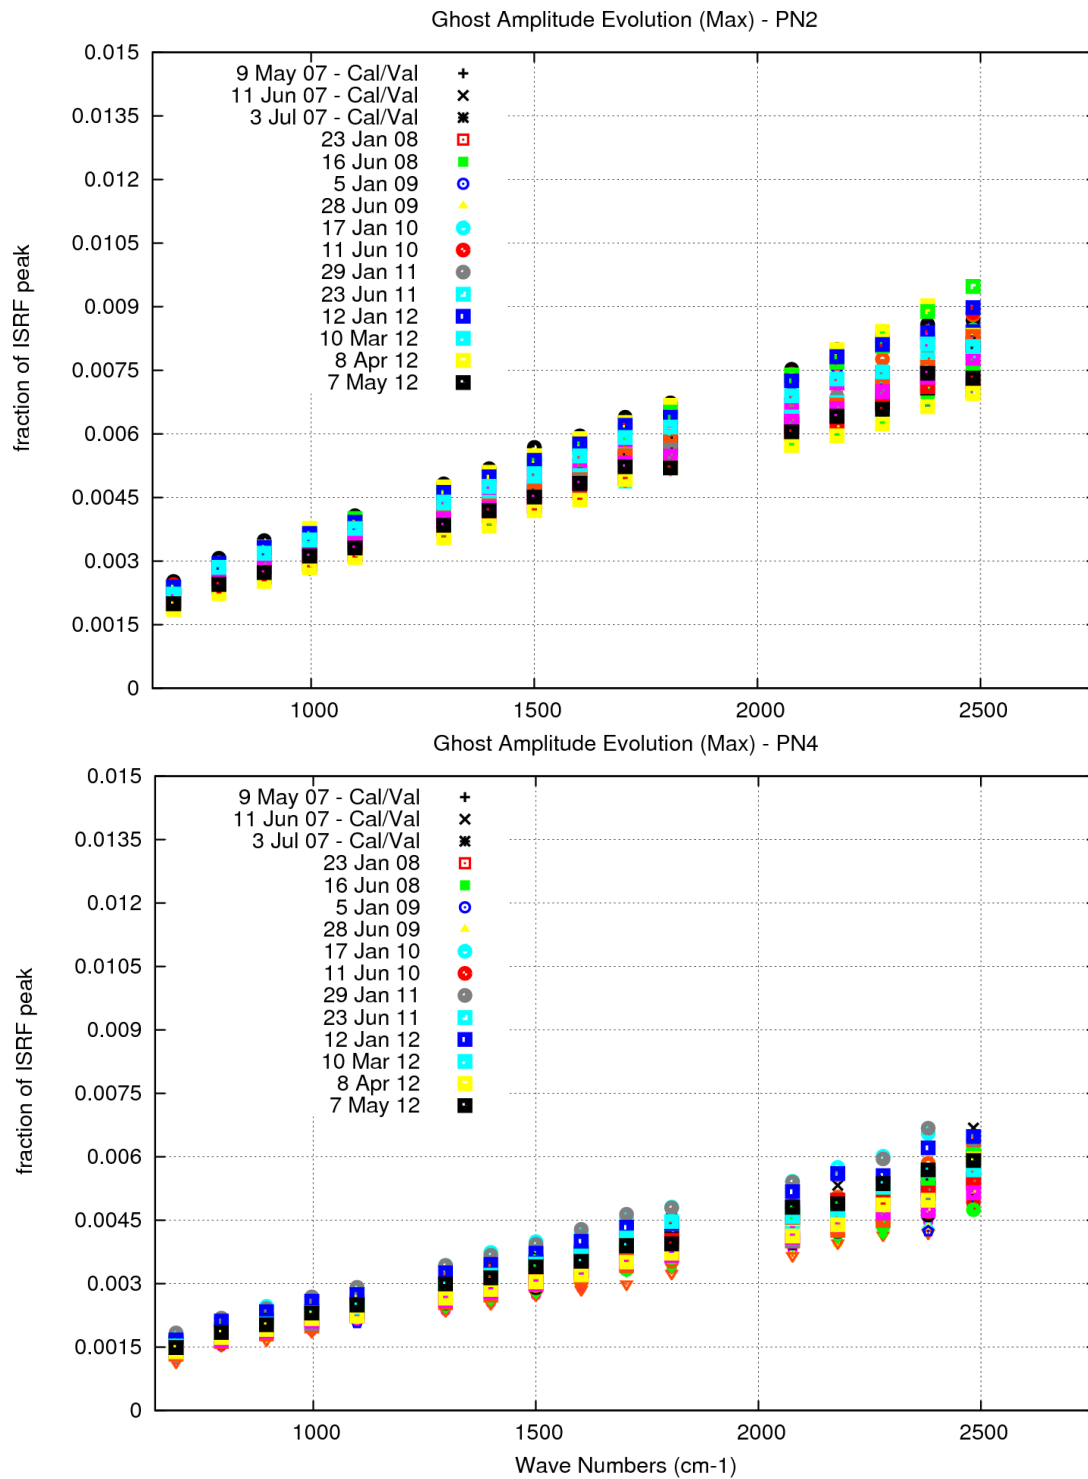 Ghost Amplitude Evolution (Max) - PN2
0.015
0.0135
0.012
0.0105
0.009
0.0075
0.006
0.0045
0.003
0.0015
0
fraction of ISRF peak
9 May 07 - Cal/Val
11 Jun 07 - Cal/Val
3 Jul 07 - Cal/Val
23 Jan 08
16 Jun 08
5 Jan 09
28 Jun 09
17 Jan 10
11 Jun 10
29 Jan 11
23 Jun 11
12 Jan 12
10 Mar 12
8 Apr 12
7 May 12
1000 1500 2000 2500
Ghost Amplitude Evolution (Max) - PN4
0.015
0.0135
0.012
0.0105
0.009
0.0075
0.006
0.0045
0.003
0.0015
0
fraction of ISRF peak
9 May 07 - Cal/Val
11 Jun 07 - Cal/Val
3 Jul 07 - Cal/Val
23 Jan 08
16 Jun 08
5 Jan 09
28 Jun 09
17 Jan 10
11 Jun 10
29 Jan 11
23 Jun 11
12 Jan 12
10 Mar 12
8 Apr 12
7 May 12
1000 1500 2000 2500
Wave Numbers (cm-1)